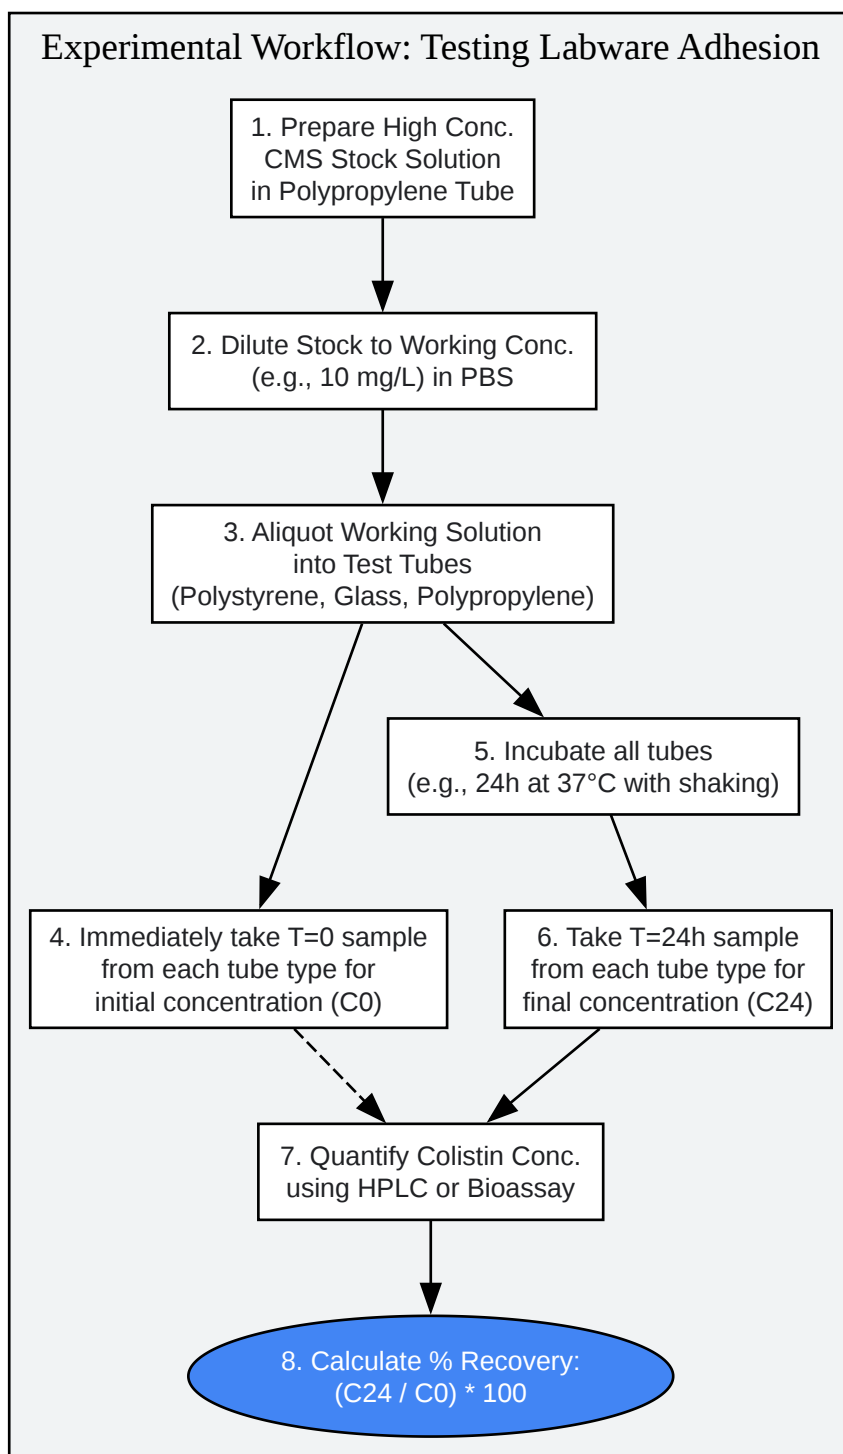 Experimental Workflow: Testing Labware Adhesion
1. Prepare High Conc.
CMS Stock Solution
in Polypropylene Tube
2. Dilute Stock to Working Conc.
(e.g., 10 mg/L) in PBS
3. Aliquot Working Solution
into Test Tubes
(Polystyrene, Glass, Polypropylene)
5. Incubate all tubes
(e.g., 24h at 37°C with shaking)
4. Immediately take T=0 sample
from each tube type for
initial concentration (C0)
6. Take T=24h sample
from each tube type for
final concentration (C24)
7. Quantify Colistin Conc.
using HPLC or Bioassay
8. Calculate % Recovery:
(C24 / C0) * 100